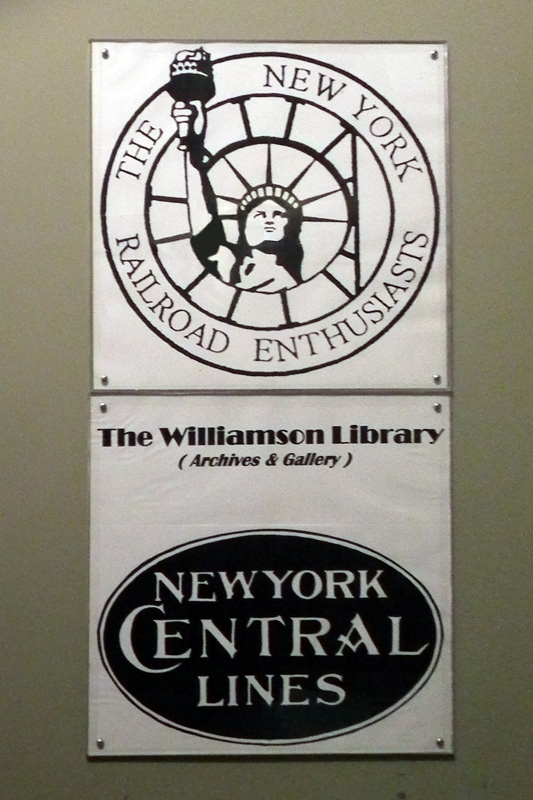 THE NEW YORK
RAILROAD ENTHUSIASTS
The Williamson Library
( Archives & Gallery )
NEW YORK
CENTRAL
LINES